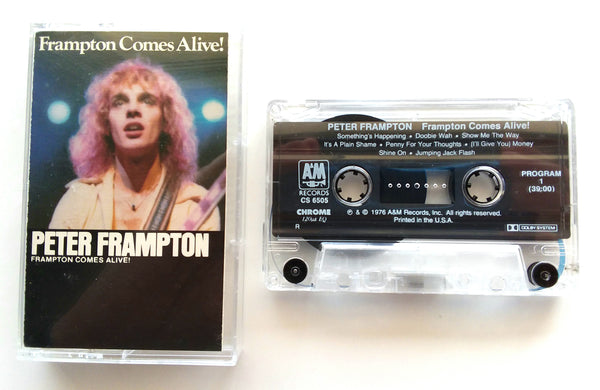 Frampton Comes Alive!
PETER FRAMPTON
FRAMPTON COMES ALIVE!
PETER FRAMPTON Frampton Comes Alive!
Something's Happening • Doobie Wah • Show Me The Way
It's A Plain Shame • Penny For Your Thoughts • (I'll Give You) Money
Shine On • Jumping Jack Flash
A&M
RECORDS
CS 6505
PROGRAM
1
(39:00)
CHROME
120µs EQ
℗ & © 1976 A&M Records, Inc. All rights reserved.
Printed in the U.S.A.
R
DOLBY SYSTEM